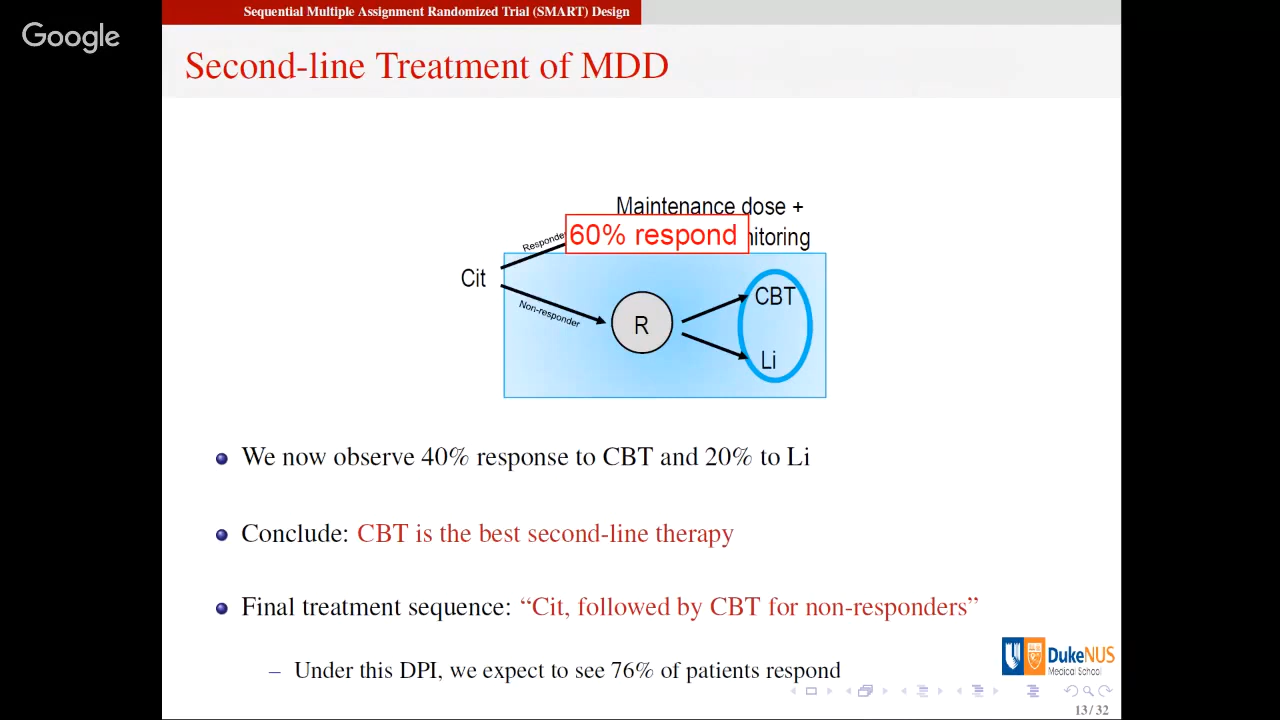 Sequential Multiple Assignment Randomized Trial (SMART) Design
Google
Second-line Treatment of MDD
Maintenance dose +
60% respond nitoring
Responder
Cit
Non-responder
R
CBT
Li
We now observe 40% response to CBT and 20% to Li
Conclude: CBT is the best second-line therapy
Final treatment sequence: “Cit, followed by CBT for non-responders”
– Under this DPI, we expect to see 76% of patients respond
DukeNUS
Medical School
13/32